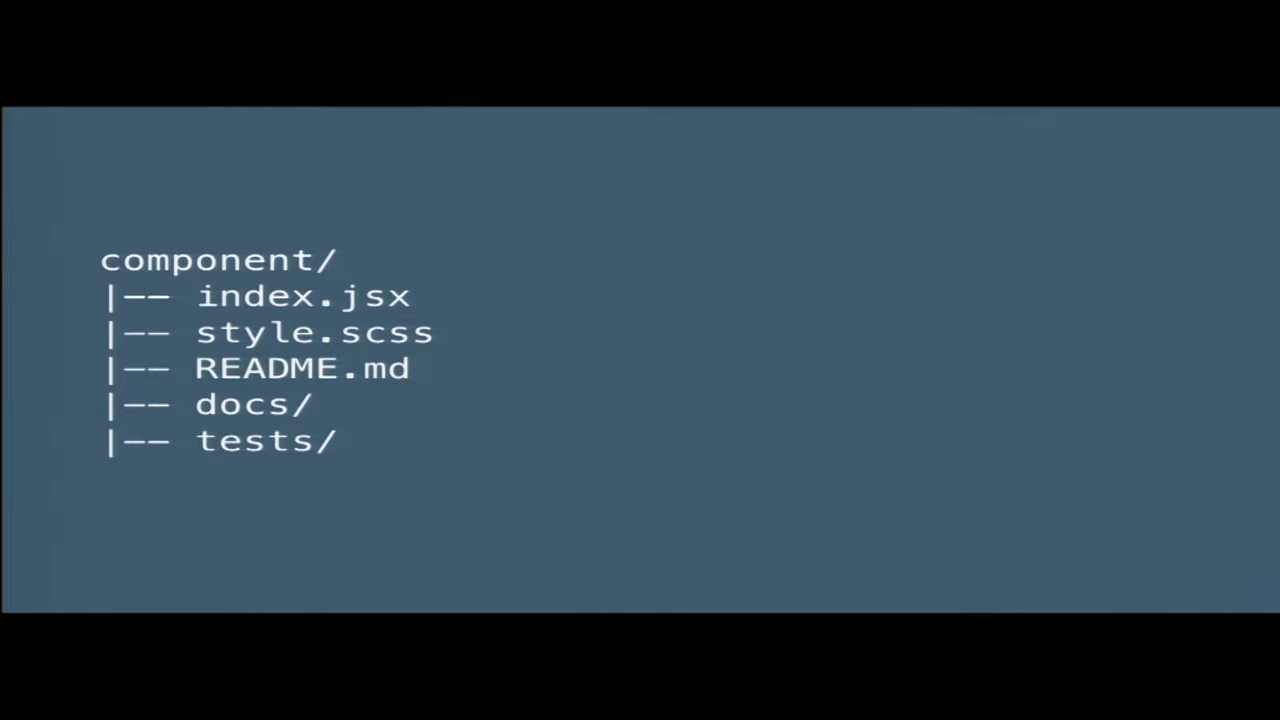 component/
|-- index.jsx
|-- style.scss
|-- README.md
|-- docs/
|-- tests/